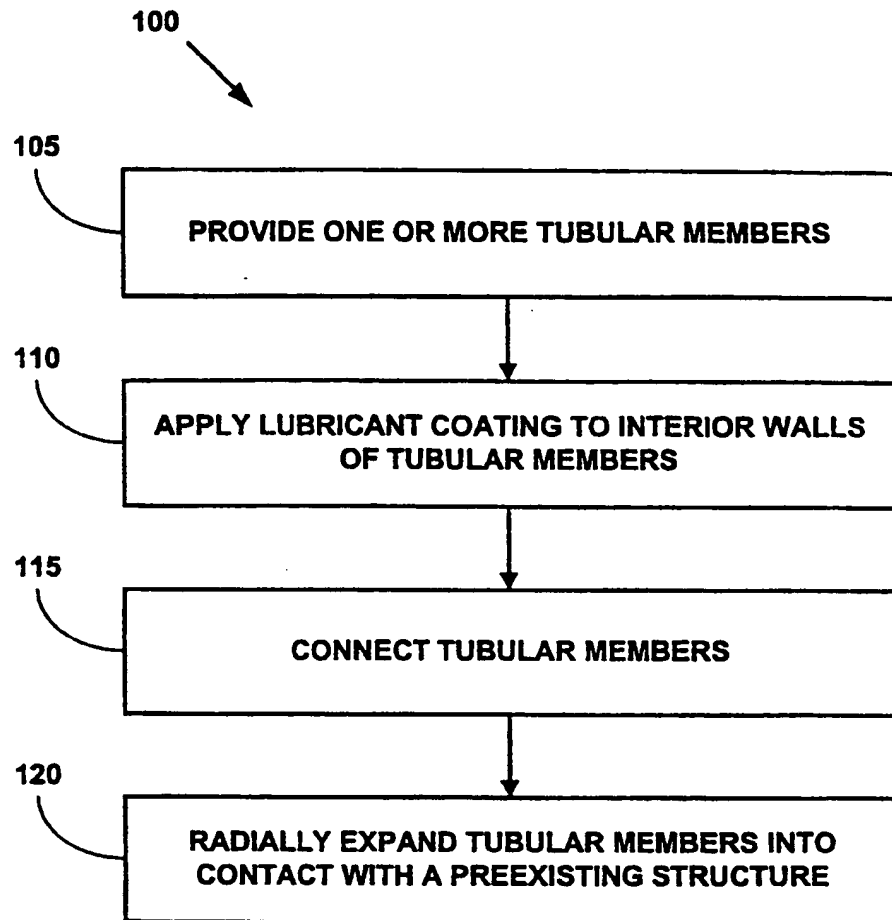 100
105
PROVIDE ONE OR MORE TUBULAR MEMBERS
110
APPLY LUBRICANT COATING TO INTERIOR WALLS
OF TUBULAR MEMBERS
115
CONNECT TUBULAR MEMBERS
120
RADIALLY EXPAND TUBULAR MEMBERS INTO
CONTACT WITH A PREEXISTING STRUCTURE